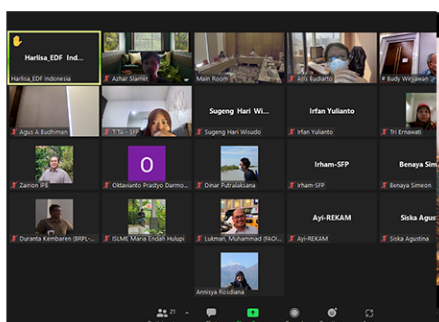 Harlisa_EDF Ind...
Harlisa_EDF Indonesia
Azhar Slamet
Main Room
Aris Budiarto
# Budy Wirjawan
Agus A Budhiman
Titi - SFP
Sugeng Hari Wi...
Sugeng Hari Wisudo
Irfan Yulianto
Irfan Yulianto
Tri Ernawati
Zairion IPB
O
Oktavianto Prastyo Darmo...
Dinar Putralaksana
Irham-SFP
Irham-SFP
Benaya Sim
Benaya Simeon
Duranta Kembaren (BRPL-...
ISLME Maria Endah Hulupi
Lukman, Muhammad (FAOI...
Ayi-REKAM
Ayi-REKAM
Siska Agus
Siska Agustina
Annisya Rosdiana
21